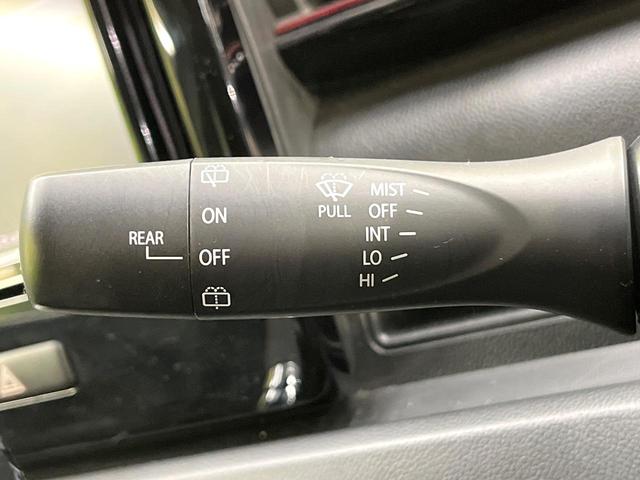 REAR
ON
OFF
PULL
MIST
OFF
INT
LO
HI